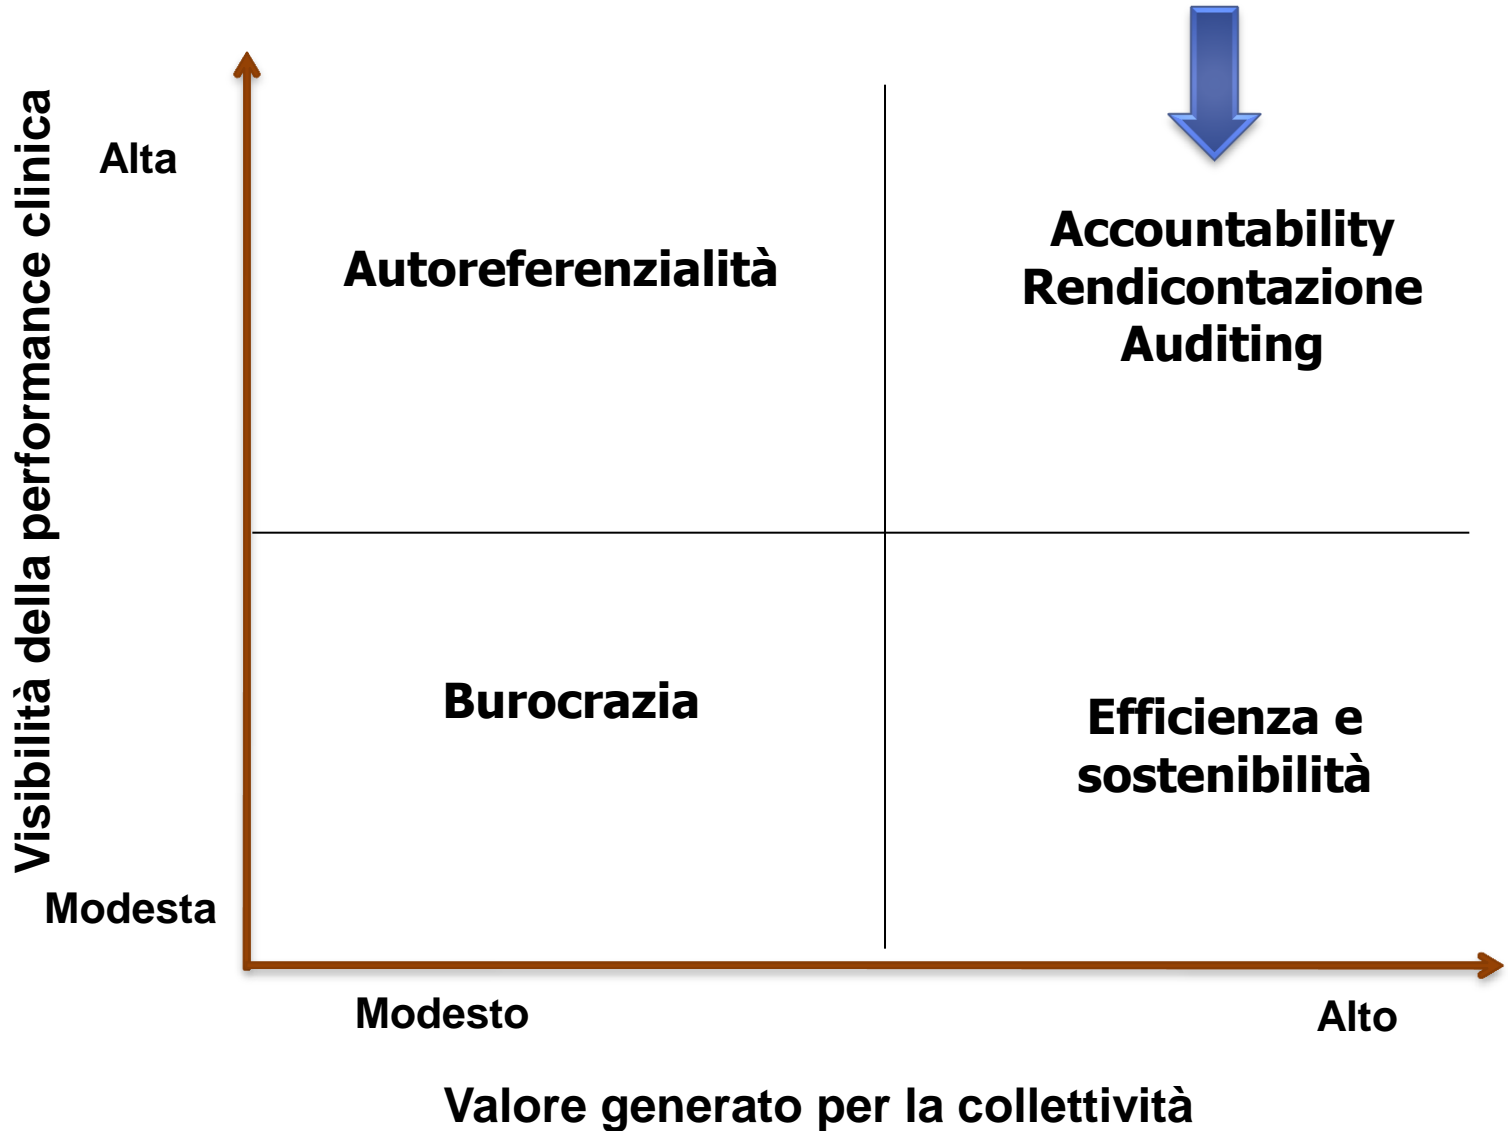 Visibilità della performance clinica
Alta
Autoreferenzialità
Accountability
Rendicontazione
Auditing
Burocrazia
Efficienza e
sostenibilità
Modesta
Modesto
Alto
Valore generato per la collettività